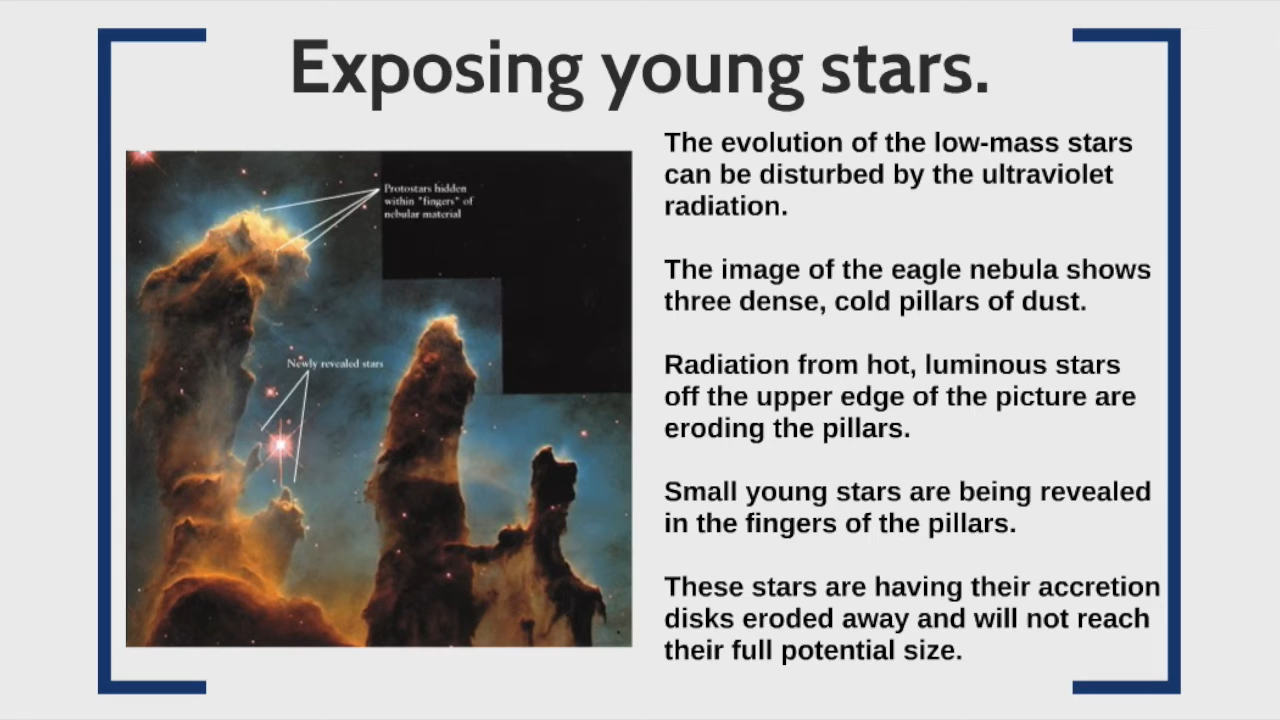 Exposing young stars.
Protostars hidden
within "fingers" of
nebular material
Newly revealed stars
The evolution of the low-mass stars
can be disturbed by the ultraviolet
radiation.
The image of the eagle nebula shows
three dense, cold pillars of dust.
Radiation from hot, luminous stars
off the upper edge of the picture are
eroding the pillars.
Small young stars are being revealed
in the fingers of the pillars.
These stars are having their accretion
disks eroded away and will not reach
their full potential size.